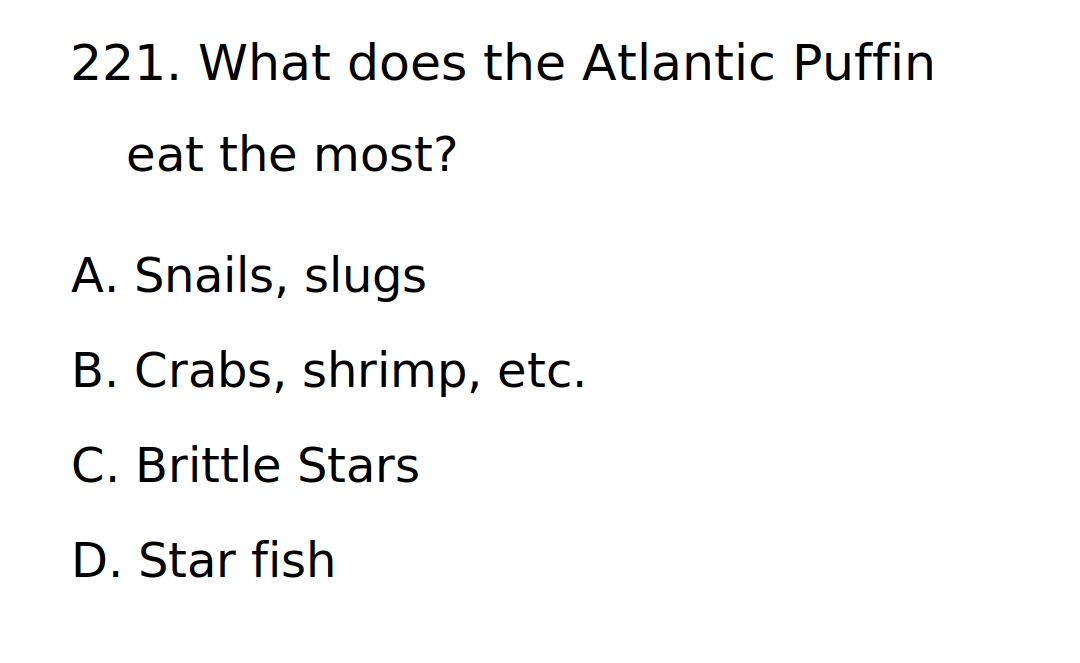 221. What does the Atlantic Puffin
eat the most?
A. Snails, slugs
B. Crabs, shrimp, etc.
C. Brittle Stars
D. Star fish